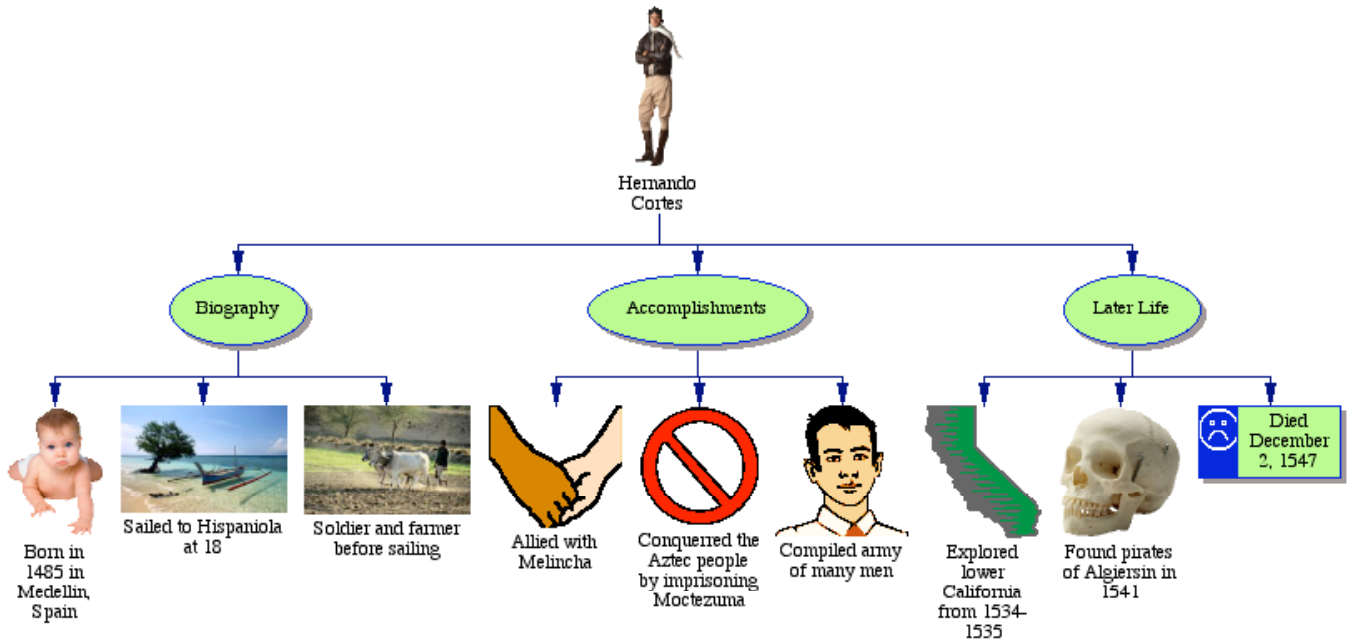 Hernando
Cortes
Biography
Accomplishments
Later Life
Born in
1485 in
Medellin,
Spain
Sailed to Hispaniola
at 18
Soldier and farmer
before sailing
Allied with
Melincha
Conquerred the
Aztec people
by imprisoning
Moctezuma
Compiled army
of many men
Explored
lower
California
from 1534-
1535
Found pirates
of Algiersin in
1541
Died
December
2, 1547